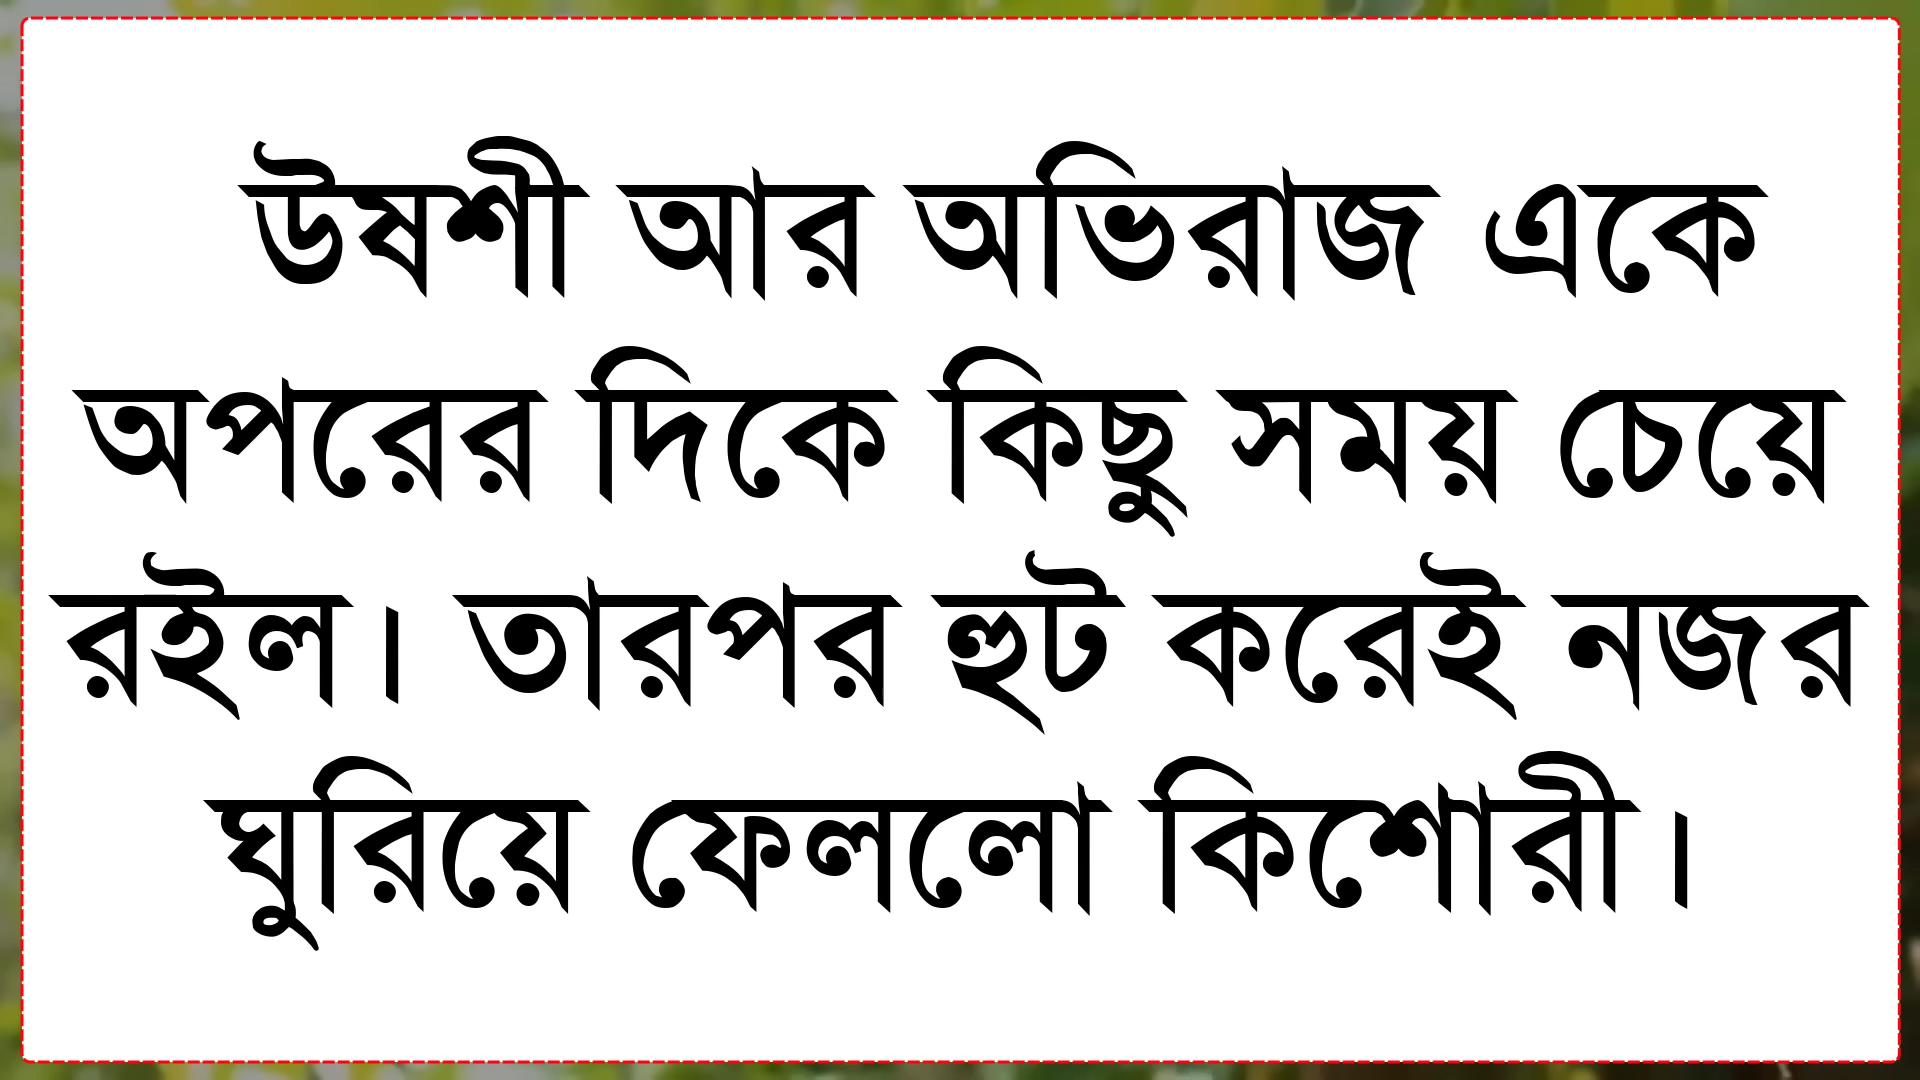 উষশী আর অভিরাজ একে
অপরের দিকে কিছু সময় চেয়ে
রইল। তারপর হুট করেই নজর
ঘুরিয়ে ফেললো কিশোরী।